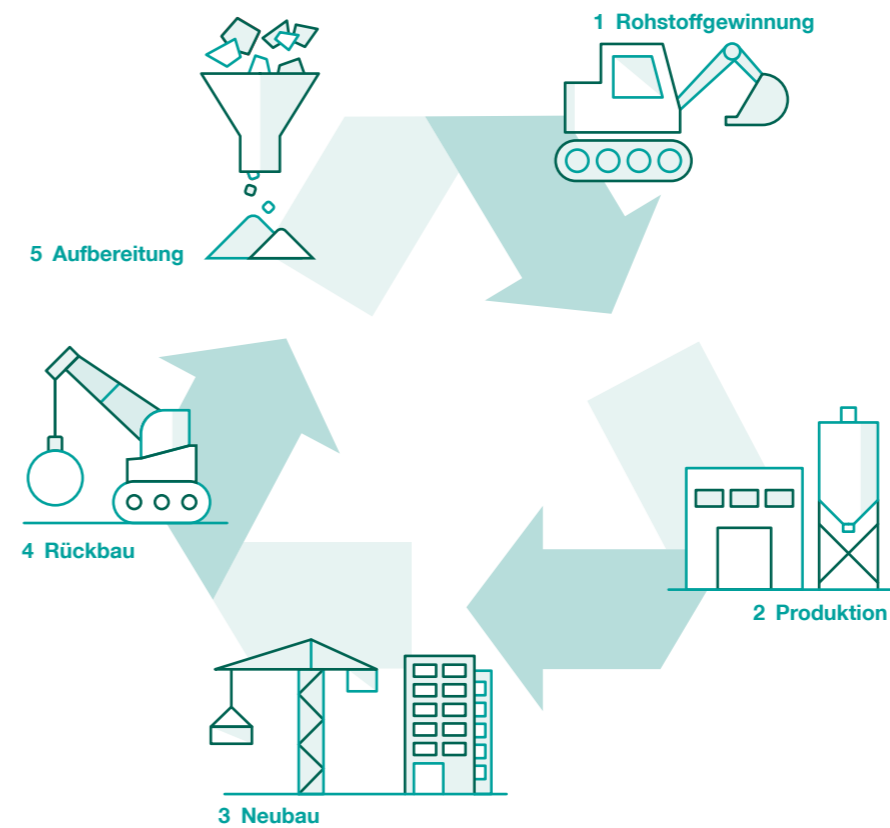 1 Rohstoffgewinnung
2 Produktion
3 Neubau
4 Rückbau
5 Aufbereitung